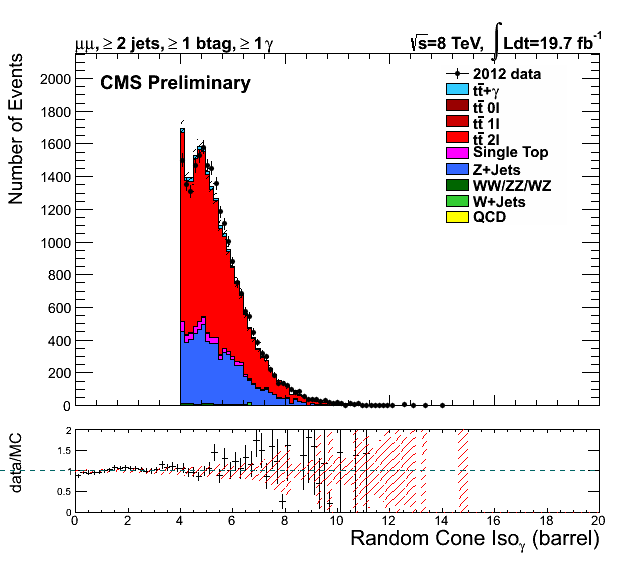 μμ, ≥ 2 jets, ≥ 1 btag, ≥ 1 γ
√s=8 TeV, ∫ Ldt=19.7 fb⁻¹
CMS Preliminary
Number of Events
2000
1800
1600
1400
1200
1000
800
600
400
200
0
2012 data
tt̄+γ
tt̄ 0l
tt̄ 1l
tt̄ 2l
Single Top
Z+Jets
WW/ZZ/WZ
W+Jets
QCD
data/MC
2
1.5
1
0.5
0
0 2 4 6 8 10 12 14 16 18 20
Random Cone Iso_γ (barrel)